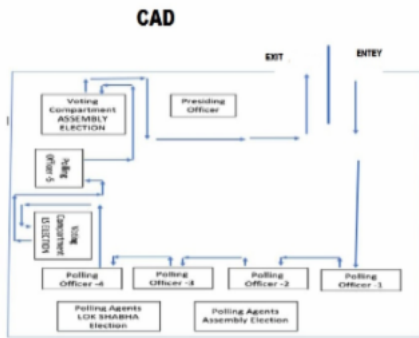 CAD
EXIT
ENTEY
Voting
Compartment
ASSEMBLY
ELECTION
Presiding
Officer
Polling
Officer -5
Voting
Compartment
LS ELECTION
Polling
Officer -4
Polling
Officer -3
Polling
Officer -2
Polling
Officer -1
Polling Agents
LOK SHABHA
Election
Polling Agents
Assembly Election